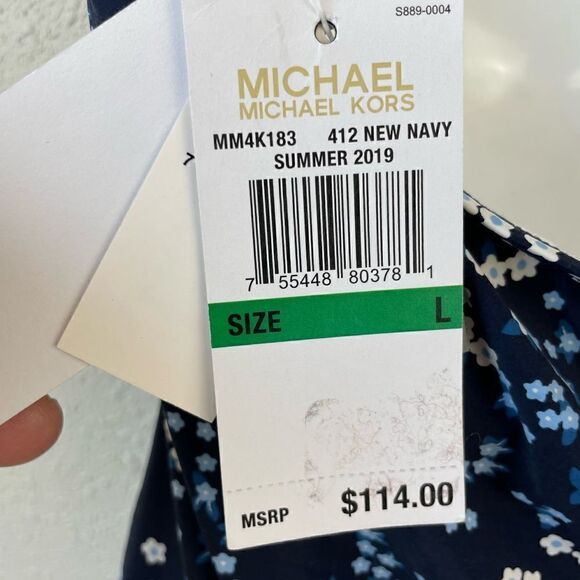 S889-0004
MICHAEL
MICHAEL KORS
MM4K183 412 NEW NAVY
SUMMER 2019
7 55448 80378 1
SIZE L
MSRP $114.00